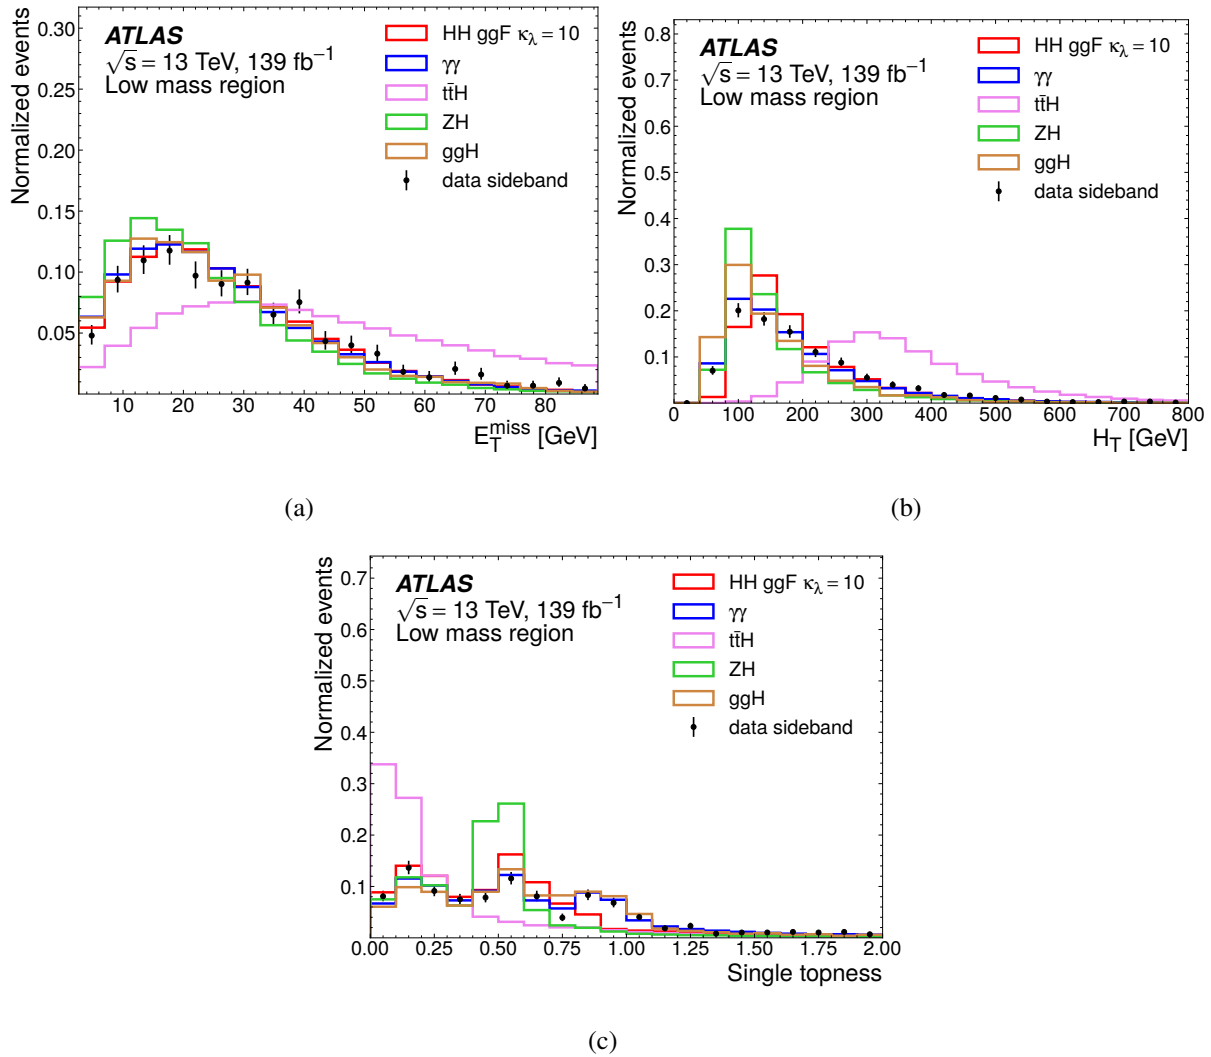 Normalized events
0.30
0.25
0.20
0.15
0.10
0.05
ATLAS
√s = 13 TeV, 139 fb⁻¹
Low mass region
HH ggF κλ = 10
γγ
tt̄H
ZH
ggH
data sideband
10 20 30 40 50 60 70 80
E_T^miss [GeV]
(a)
Normalized events
0.8
0.7
0.6
0.5
0.4
0.3
0.2
0.1
ATLAS
√s = 13 TeV, 139 fb⁻¹
Low mass region
HH ggF κλ = 10
γγ
tt̄H
ZH
ggH
data sideband
0 100 200 300 400 500 600 700 800
H_T [GeV]
(b)
Normalized events
0.7
0.6
0.5
0.4
0.3
0.2
0.1
ATLAS
√s = 13 TeV, 139 fb⁻¹
Low mass region
HH ggF κλ = 10
γγ
tt̄H
ZH
ggH
data sideband
0.00 0.25 0.50 0.75 1.00 1.25 1.50 1.75 2.00
Single topness
(c)